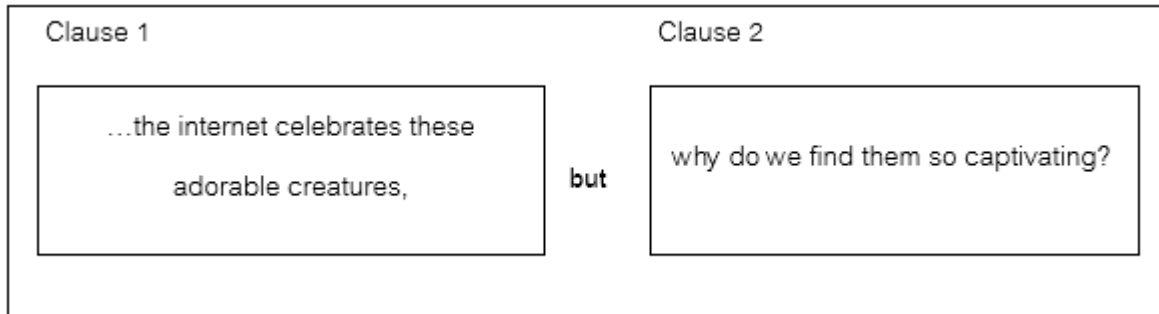 Clause 1
Clause 2
…the internet celebrates these
adorable creatures,
but
why do we find them so captivating?